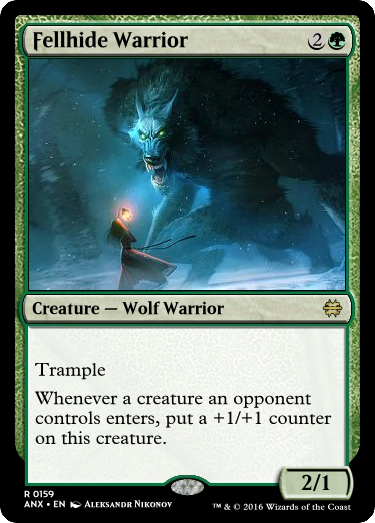 Fellhide Warrior 2
Creature — Wolf Warrior
Trample
Whenever a creature an opponent
controls enters, put a +1/+1 counter
on this creature.
2/1
R 0159
ANX • EN Aleksandr Nikonov
™ & © 2016 Wizards of the Coast